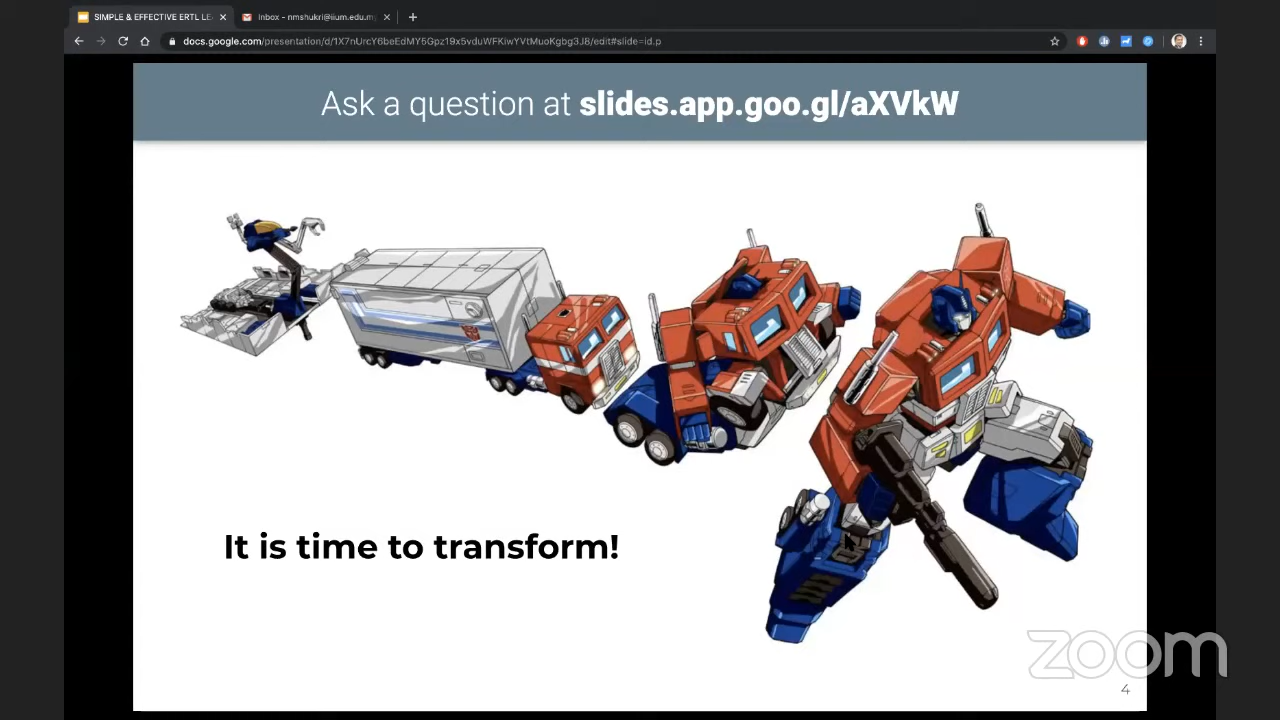 SIMPLE & EFFECTIVE ERTL LE
Inbox - nmshukri@iium.edu.m
docs.google.com/presentation/d/1X7nUrcY6beEdMY5Gpz19x5vduWFKiwYVtMuoKgbg3J8/edit#slide=id.p
Ask a question at slides.app.goo.gl/aXVkW
It is time to transform!
zoom
4